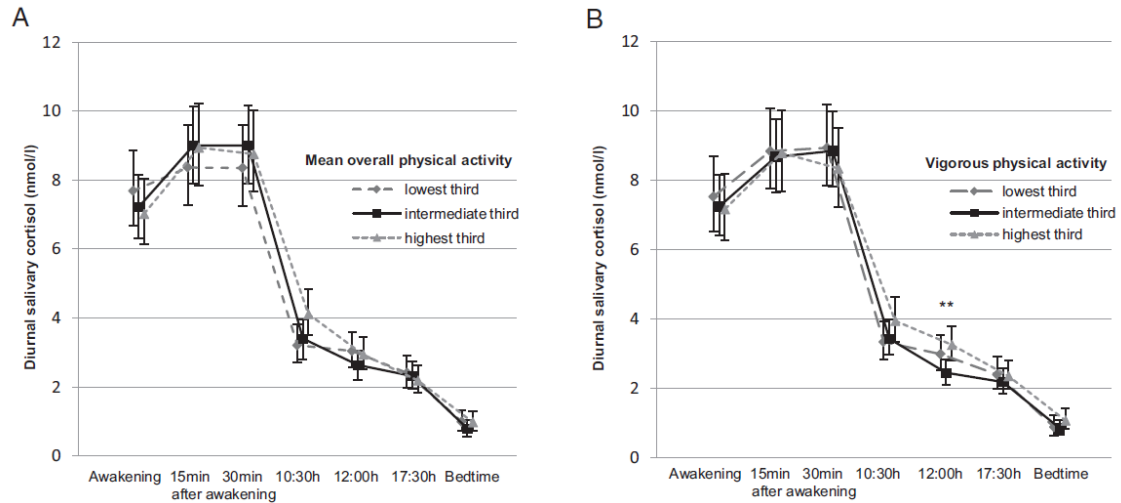 A
Diurnal salivary cortisol (nmol/l)
12
10
8
6
4
2
0
Mean overall physical activity
lowest third
intermediate third
highest third
Awakening 15min 30min 10:30h 12:00h 17:30h Bedtime
after awakening
B
Diurnal salivary cortisol (nmol/l)
12
10
8
6
4
2
0
Vigorous physical activity
lowest third
intermediate third
highest third
**
Awakening 15min 30min 10:30h 12:00h 17:30h Bedtime
after awakening